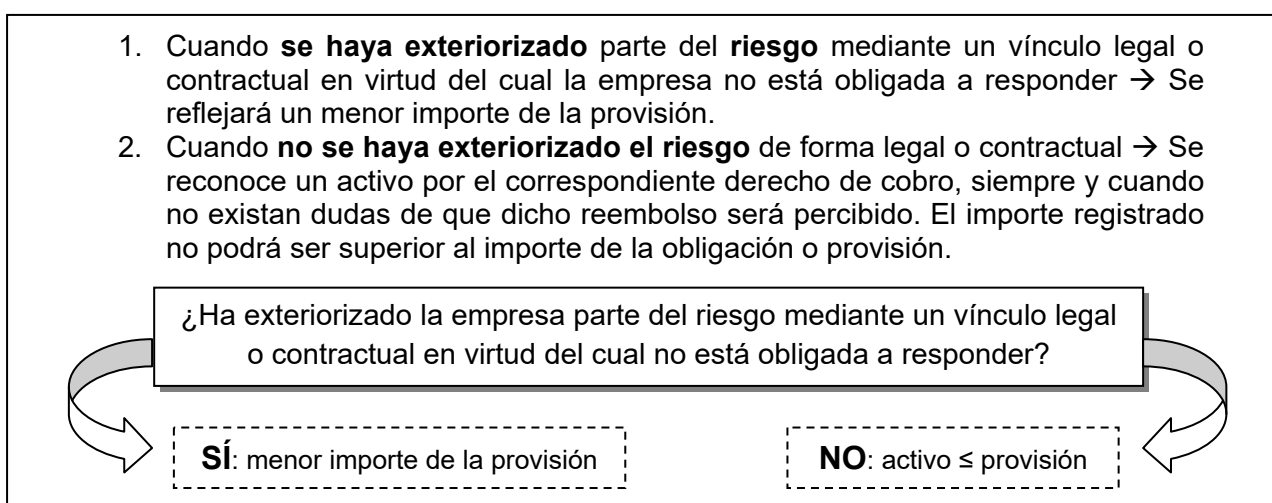 1. Cuando se haya exteriorizado parte del riesgo mediante un vínculo legal o
contractual en virtud del cual la empresa no está obligada a responder → Se
reflejará un menor importe de la provisión.
2. Cuando no se haya exteriorizado el riesgo de forma legal o contractual → Se
reconoce un activo por el correspondiente derecho de cobro, siempre y cuando
no existan dudas de que dicho reembolso será percibido. El importe registrado
no podrá ser superior al importe de la obligación o provisión.
¿Ha exteriorizado la empresa parte del riesgo mediante un vínculo legal
o contractual en virtud del cual no está obligada a responder?
SÍ: menor importe de la provisión
NO: activo ≤ provisión